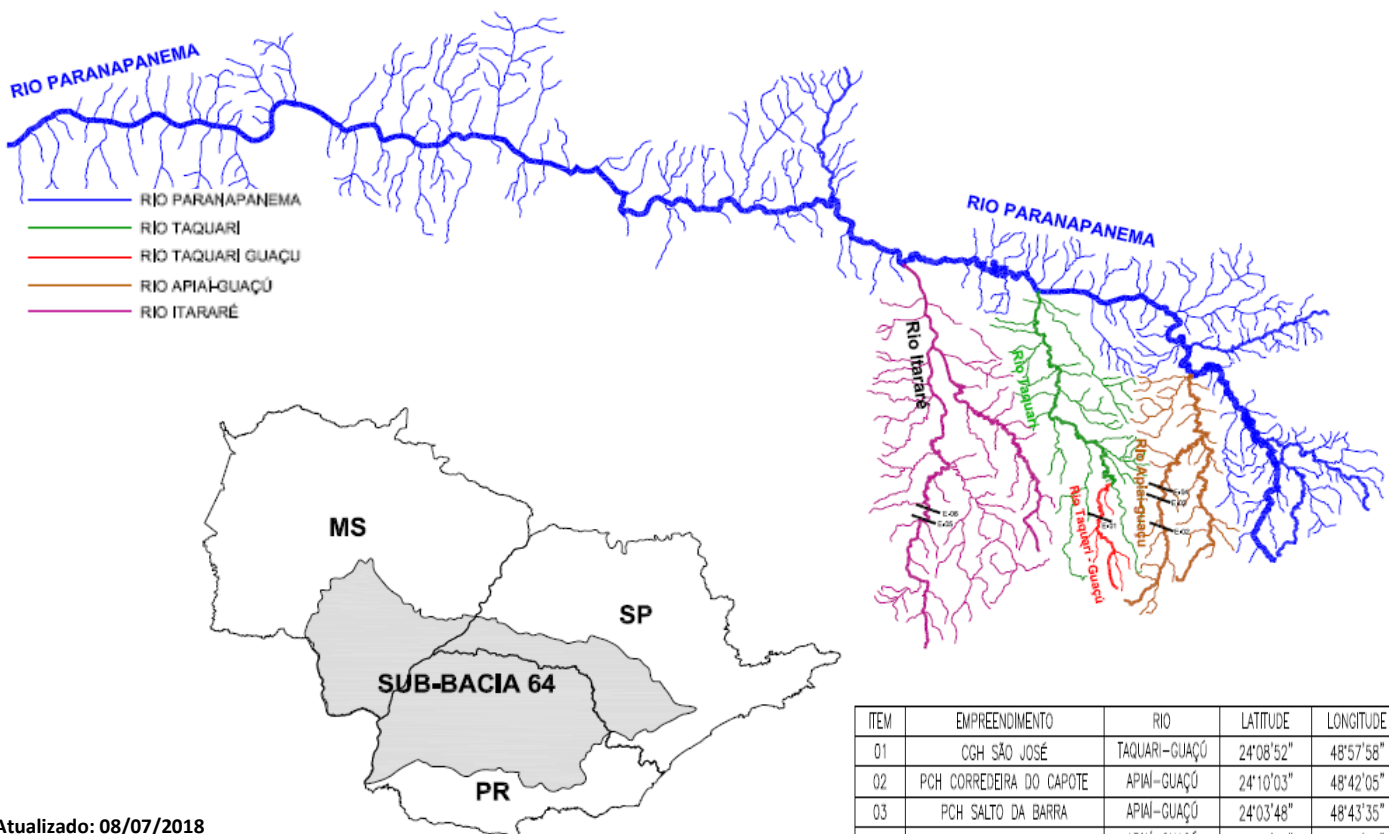 RIO PARANAPANEMA
RIO PARANAPANEMA
RIO PARANAPANEMA
RIO TAQUARI
RIO TAQUARI GUAÇU
RIO APIAÍ-GUAÇÚ
RIO ITARARÉ
Rio Itararé
Rio Taquari
Rio Taquari - Guaçú
Rio Apiaí-guaçu
E-06
E-05
E-01
E-02
MS
SP
SUB-BACIA 64
PR
ITEM EMPREENDIMENTO RIO LATITUDE LONGITUDE
01 CGH SÃO JOSÉ TAQUARI-GUAÇÚ 24°08'52" 48°57'58"
02 PCH CORREDEIRA DO CAPOTE APIAÍ-GUAÇÚ 24°10'03" 48°42'05"
03 PCH SALTO DA BARRA APIAÍ-GUAÇÚ 24°03'48" 48°43'35"
Atualizado: 08/07/2018